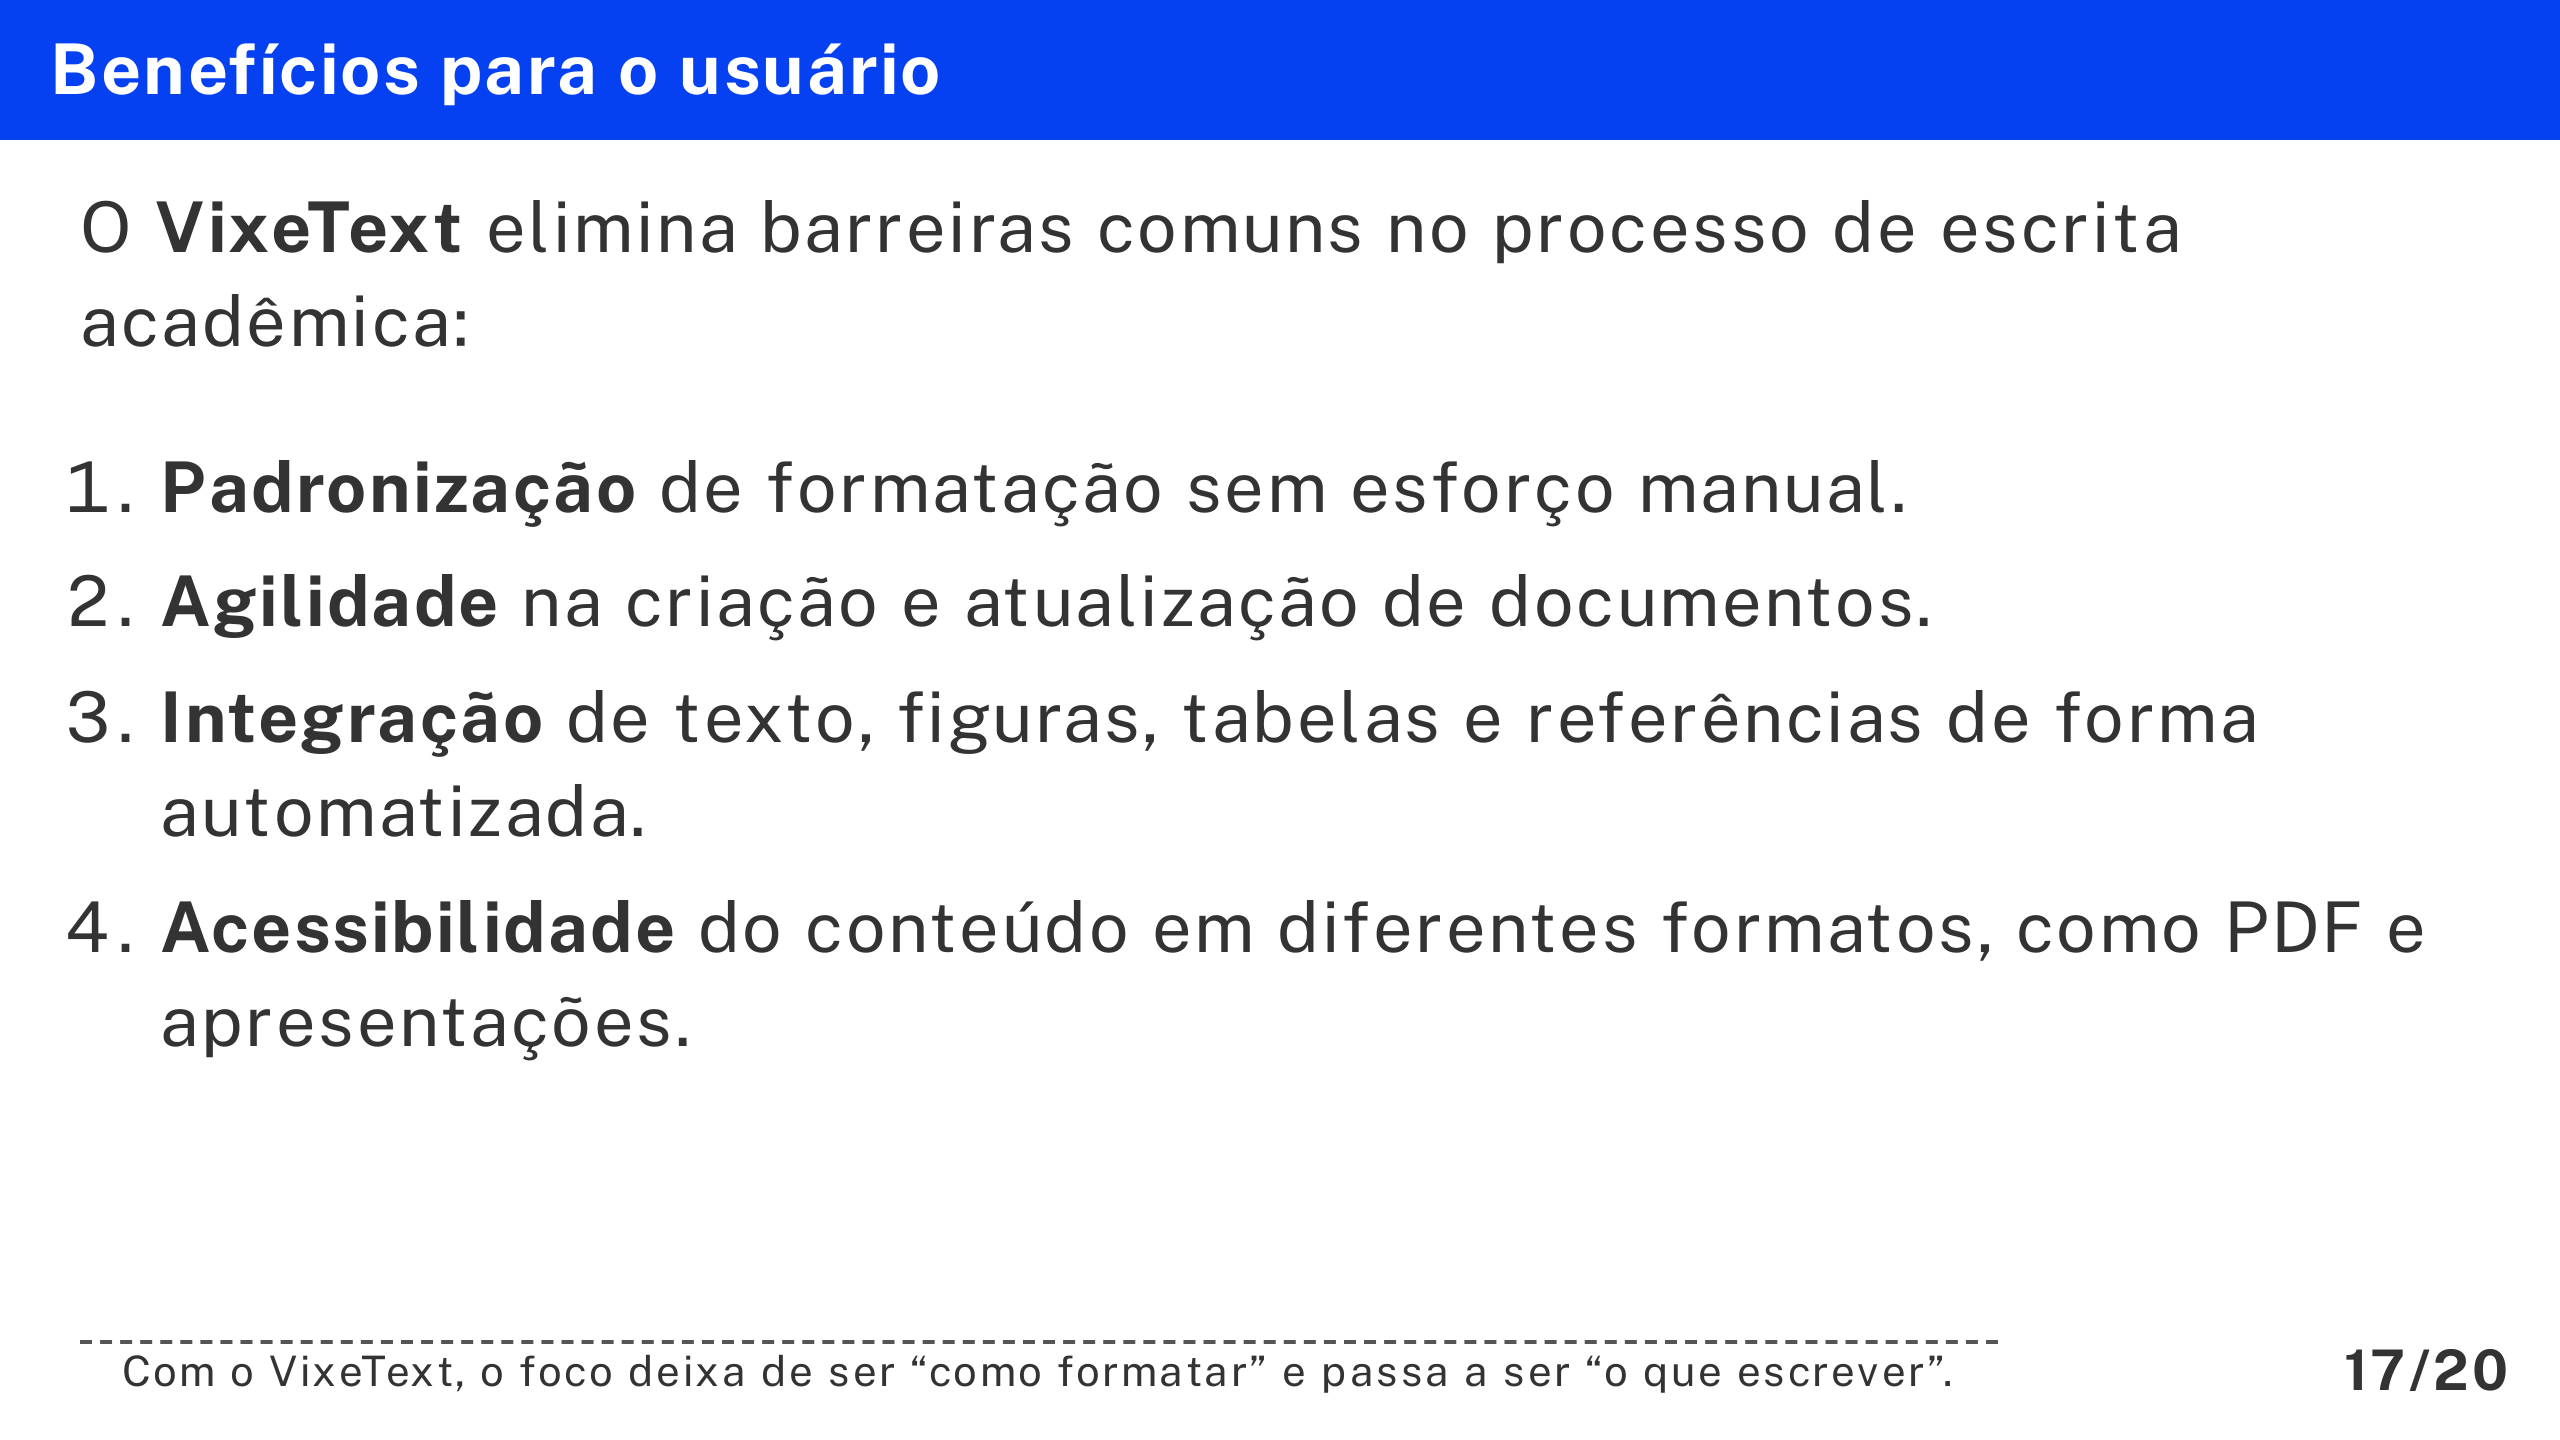 Benefícios para o usuário
O VixeText elimina barreiras comuns no processo de escrita
acadêmica:
1. Padronização de formatação sem esforço manual.
2. Agilidade na criação e atualização de documentos.
3. Integração de texto, figuras, tabelas e referências de forma
automatizada.
4. Acessibilidade do conteúdo em diferentes formatos, como PDF e
apresentações.
Com o VixeText, o foco deixa de ser “como formatar” e passa a ser “o que escrever”.
17/20